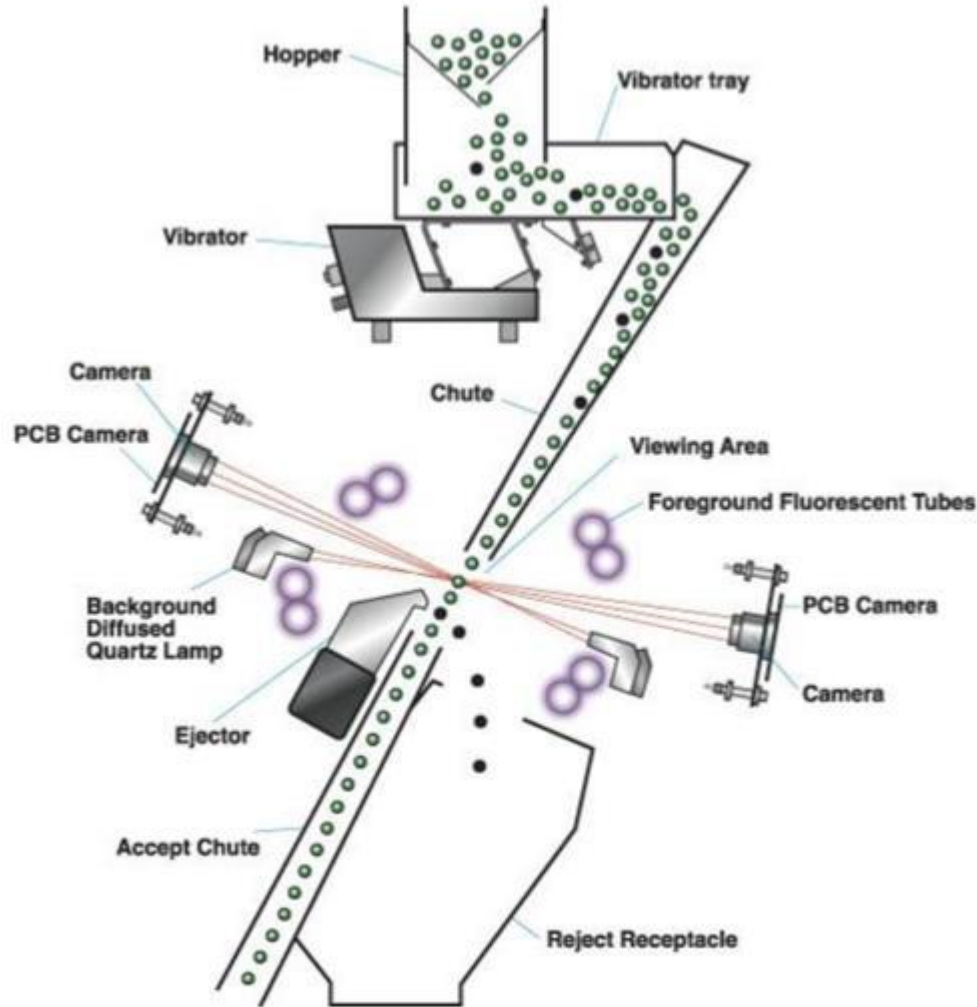 Hopper
Vibrator tray
Vibrator
Camera
PCB Camera
Chute
Viewing Area
Foreground Fluorescent Tubes
Background
Diffused
Quartz Lamp
PCB Camera
Camera
Ejector
Accept Chute
Reject Receptacle